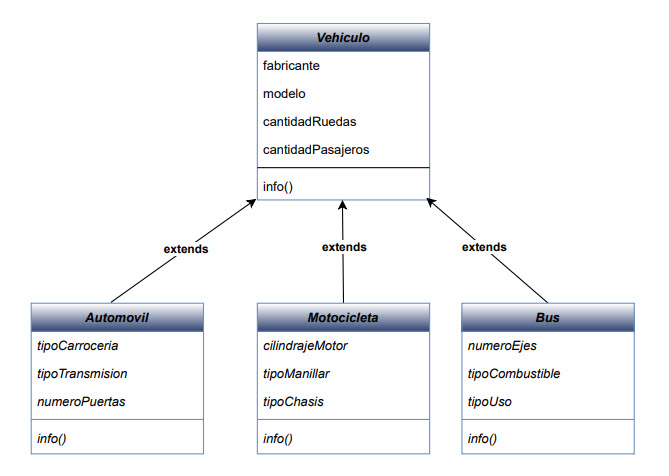 Vehiculo
fabricante
modelo
cantidadRuedas
cantidadPasajeros
info()
extends
extends
extends
Automovil
tipoCarroceria
tipoTransmision
numeroPuertas
info()
Motocicleta
cilindrajeMotor
tipoManillar
tipoChasis
info()
Bus
numeroEjes
tipoCombustible
tipoUso
info()